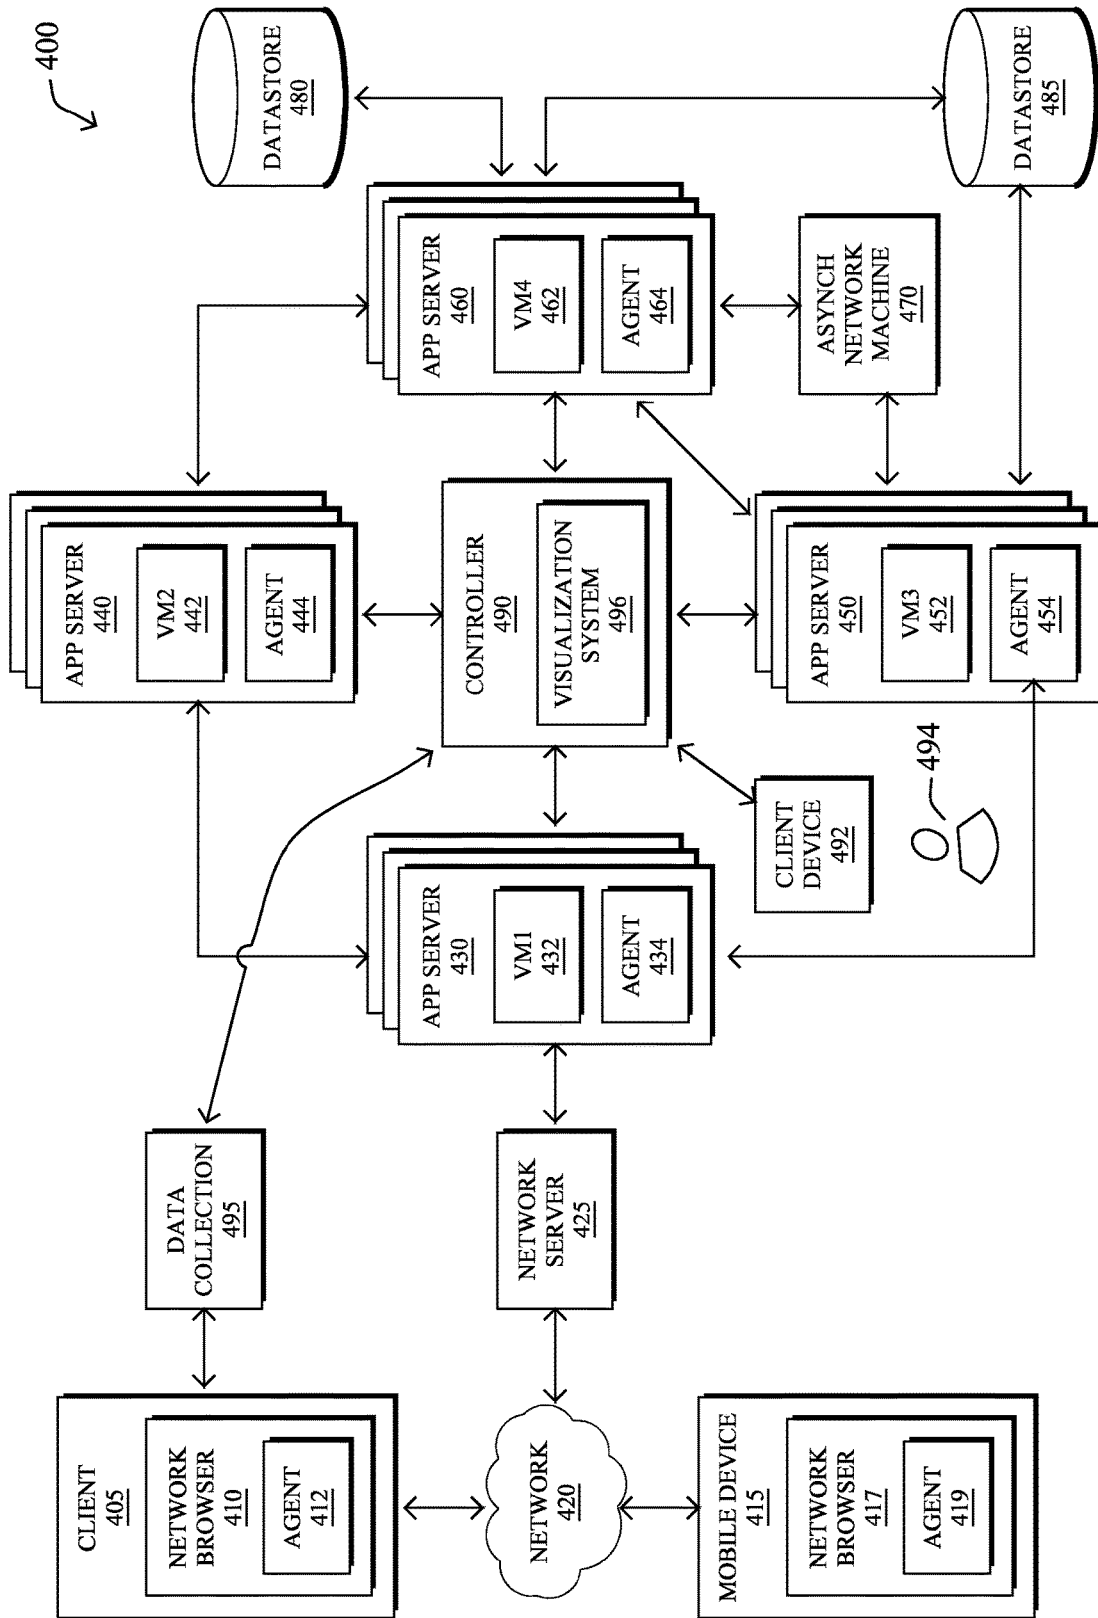 400
CLIENT
405
NETWORK
BROWSER
410
AGENT
412
DATA
COLLECTION
495
NETWORK
420
NETWORK
SERVER
425
MOBILE DEVICE
415
NETWORK
BROWSER
417
AGENT
419
APP SERVER
430
VM1
432
AGENT
434
APP SERVER
440
VM2
442
AGENT
444
CONTROLLER
490
VISUALIZATION
SYSTEM
496
CLIENT
DEVICE
492
494
APP SERVER
450
VM3
452
AGENT
454
APP SERVER
460
VM4
462
AGENT
464
ASYNCH
NETWORK
MACHINE
470
DATASTORE
480
DATASTORE
485